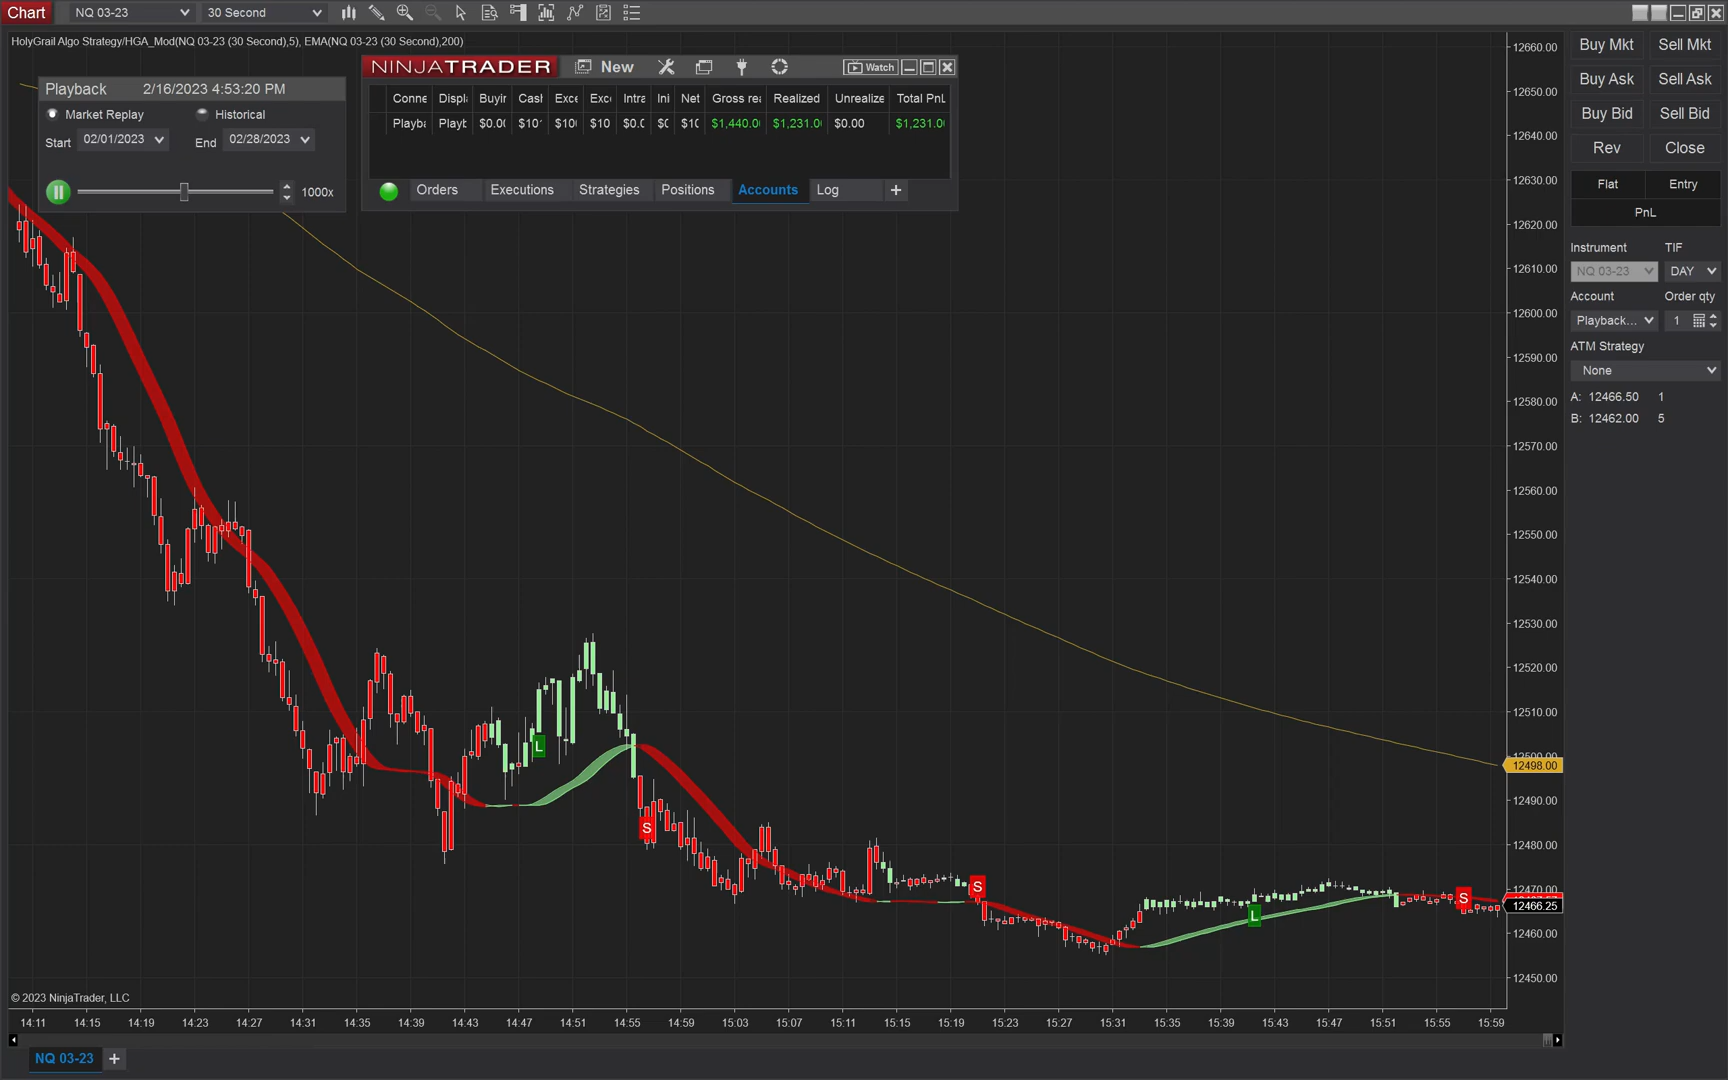 Chart NQ 03-23 30 Second
HolyGrail Algo Strategy/HGA_Mod(NQ 03-23 (30 Second),5), EMA(NQ 03-23 (30 Second),200)
Playback 2/16/2023 4:53:20 PM
Market Replay Historical
Start 02/01/2023 End 02/28/2023
1000x
NINJATRADER New Watch
Conne Displ Buyin Cash Exce Exc Intra Ini Net Gross rea Realized Unrealize Total PnL
Playba Playb $0.00 $10 $10 $10 $0.0 $0 $10 $1,440.0 $1,231.0 $0.00 $1,231.0
Orders Executions Strategies Positions Accounts Log +
Buy Mkt Sell Mkt
Buy Ask Sell Ask
Buy Bid Sell Bid
Rev Close
Flat Entry
PnL
Instrument TIF
NQ 03-23 DAY
Account Order qty
Playback... 1
ATM Strategy
None
A: 12466.50 1
B: 12462.00 5
12660.00
12650.00
12640.00
12630.00
12620.00
12610.00
12600.00
12590.00
12580.00
12570.00
12560.00
12550.00
12540.00
12530.00
12520.00
12510.00
12500.00
12498.00
12490.00
12480.00
12470.00
12466.25
12460.00
12450.00
L
S
S
L
S
© 2023 NinjaTrader, LLC
14:11 14:15 14:19 14:23 14:27 14:31 14:35 14:39 14:43 14:47 14:51 14:55 14:59 15:03 15:07 15:11 15:15 15:19 15:23 15:27 15:31 15:35 15:39 15:43 15:47 15:51 15:55 15:59
NQ 03-23 +